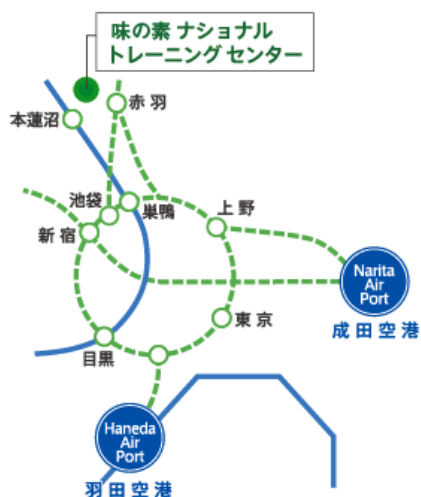 味の素 ナショナル
トレーニング センター
赤羽
本蓮沼
池袋
巣鴨
上野
新宿
Narita
Air
Port
成田空港
東京
目黒
Haneda
Air
Port
羽田空港